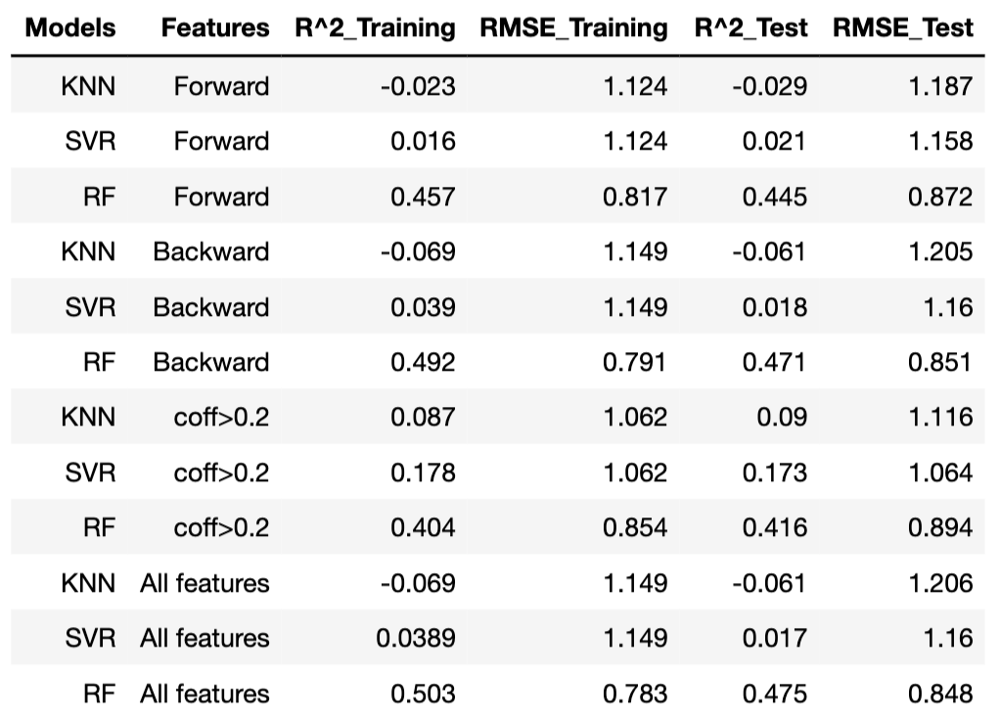 Models Features R^2_Training RMSE_Training R^2_Test RMSE_Test
KNN Forward -0.023 1.124 -0.029 1.187
SVR Forward 0.016 1.124 0.021 1.158
RF Forward 0.457 0.817 0.445 0.872
KNN Backward -0.069 1.149 -0.061 1.205
SVR Backward 0.039 1.149 0.018 1.16
RF Backward 0.492 0.791 0.471 0.851
KNN coff>0.2 0.087 1.062 0.09 1.116
SVR coff>0.2 0.178 1.062 0.173 1.064
RF coff>0.2 0.404 0.854 0.416 0.894
KNN All features -0.069 1.149 -0.061 1.206
SVR All features 0.0389 1.149 0.017 1.16
RF All features 0.503 0.783 0.475 0.848